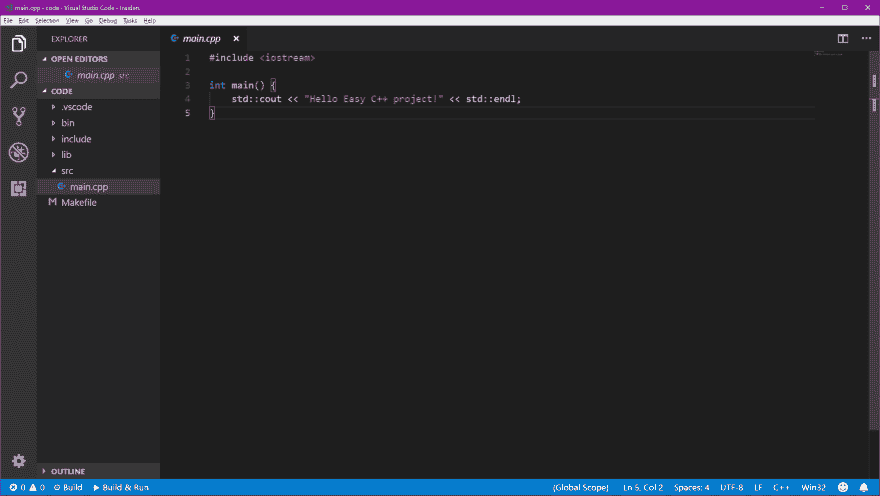 main.cpp - code - Visual Studio Code - Insiders
File Edit Selection View Go Debug Tasks Help
EXPLORER
OPEN EDITORS
main.cpp src
CODE
.vscode
bin
include
lib
src
main.cpp
Makefile
OUTLINE
main.cpp
1 #include <iostream>
2
3 int main() {
4 std::cout << "Hello Easy C++ project!" << std::endl;
5 }
0 0 Build Build & Run (Global Scope) Ln 5, Col 2 Spaces: 4 UTF-8 LF C++ Win32